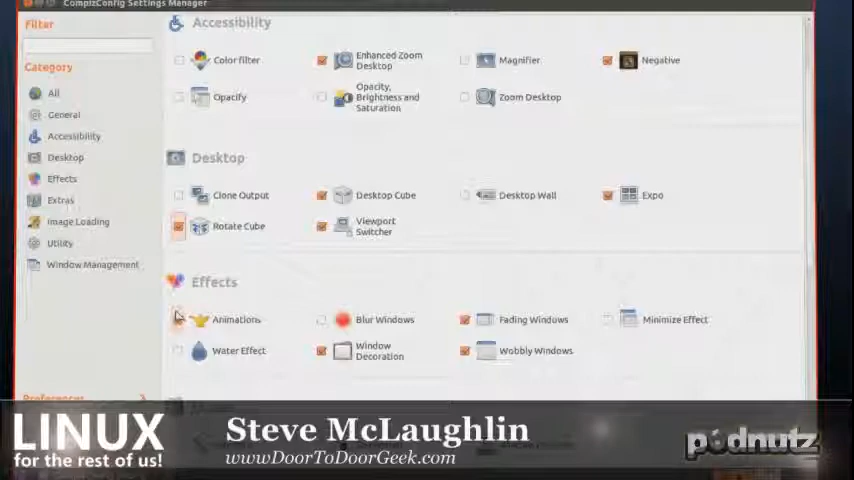 CompizConfig Settings Manager
Filter
Accessibility
Color filter
Enhanced Zoom
Desktop
Magnifier
Negative
Category
All
Opacify
Opacity,
Brightness and
Saturation
Zoom Desktop
General
Accessibility
Desktop
Desktop
Effects
Clone Output
Desktop Cube
Desktop Wall
Expo
Extras
Image Loading
Rotate Cube
Viewport
Switcher
Utility
Window Management
Effects
Animations
Blur Windows
Fading Windows
Minimize Effect
Water Effect
Window
Decoration
Wobbly Windows
Preferences
LINUX
for the rest of us!
Steve McLaughlin
www.DoorToDoorGeek.com
podnutz